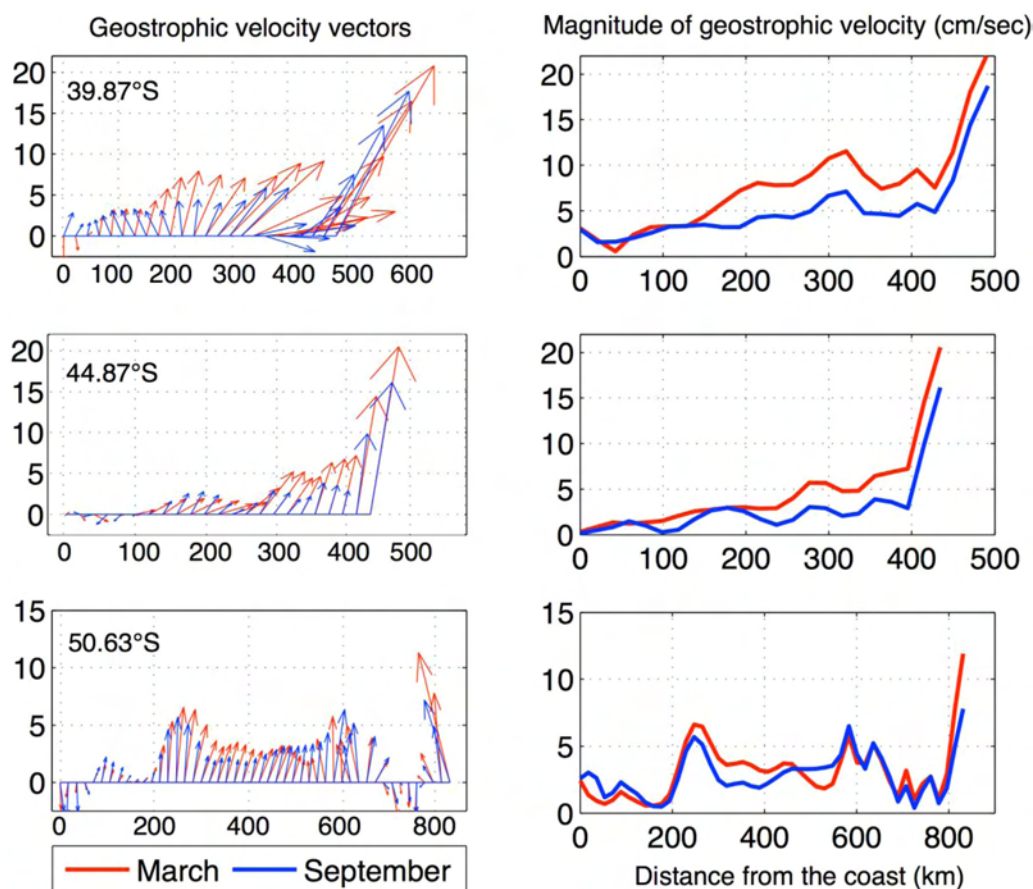 Geostrophic velocity vectors
Magnitude of geostrophic velocity (cm/sec)
39.87°S
20
15
10
5
0
0 100 200 300 400 500 600
20
15
10
5
0
0 100 200 300 400 500
44.87°S
20
15
10
5
0
0 100 200 300 400 500
20
15
10
5
0
0 100 200 300 400 500
50.63°S
15
10
5
0
0 200 400 600 800
15
10
5
0
0 200 400 600 800
March September
Distance from the coast (km)